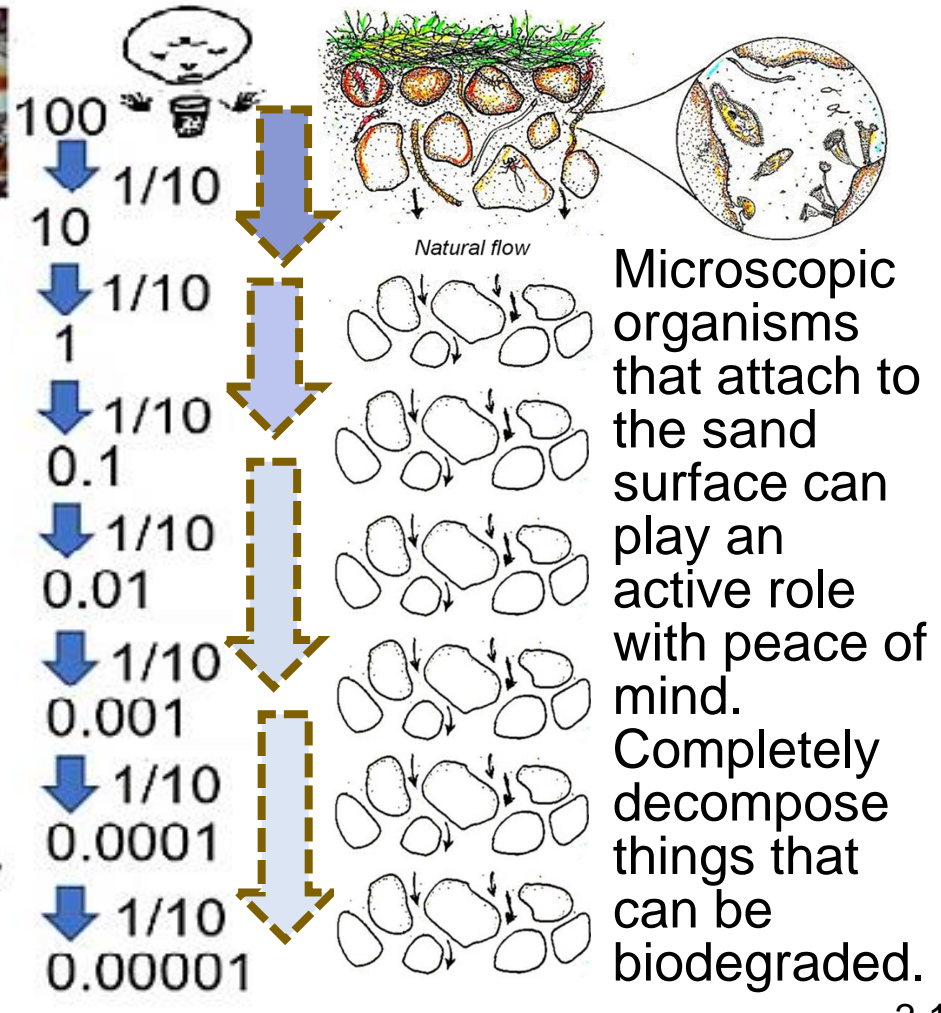 100
1/10
10
1/10
1
1/10
0.1
1/10
0.01
1/10
0.001
1/10
0.0001
1/10
0.00001
Natural flow
Microscopic
organisms
that attach to
the sand
surface can
play an
active role
with peace of
mind.
Completely
decompose
things that
can be
biodegraded.